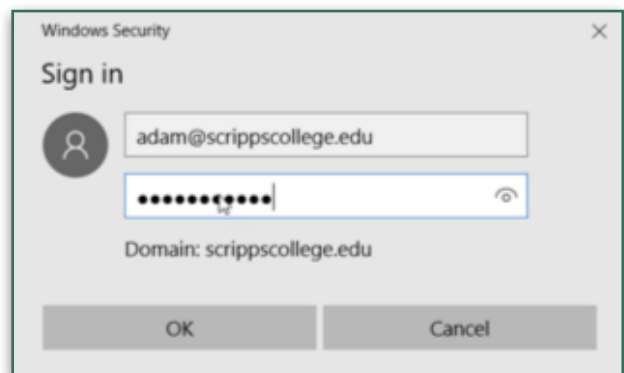 Windows Security
Sign in
adam@scrippscollege.edu
●●●●●●●●●●●
Domain: scrippscollege.edu
OK
Cancel